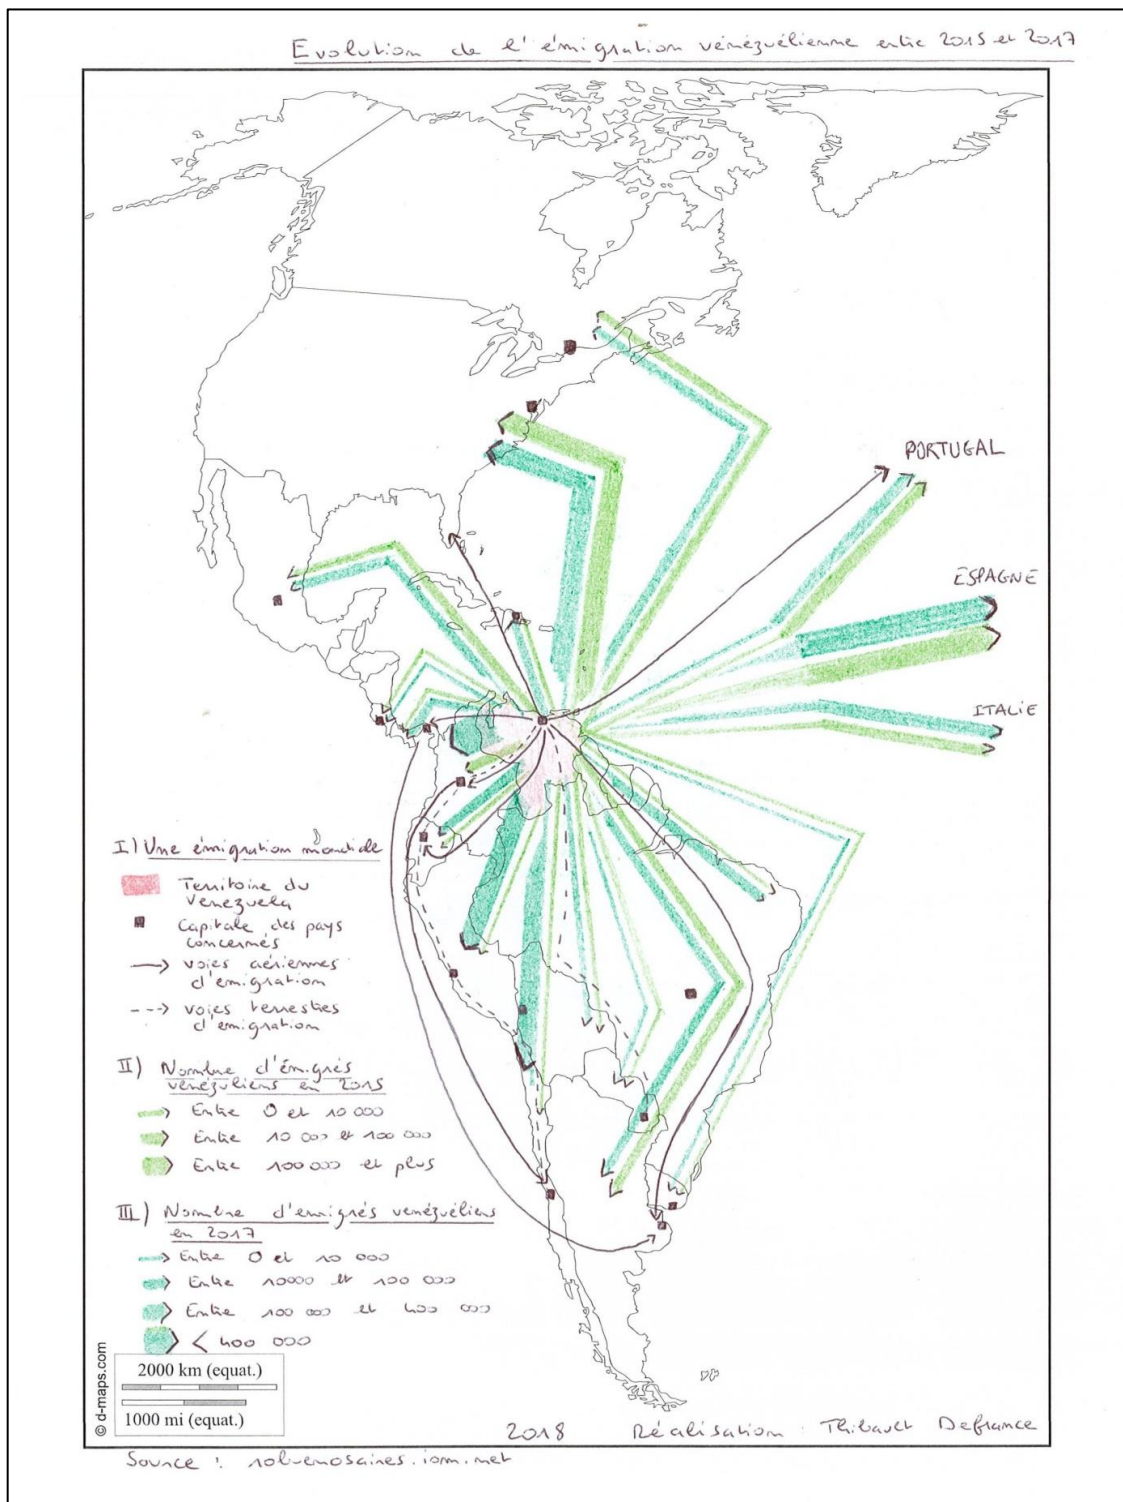 Evolution de l'émigration vénézuélienne entre 2015 et 2017
PORTUGAL
ESPAGNE
ITALIE
I) Une émigration mondiale
Territoire du
Venezuela
Capitale des pays
concernés
voies aériennes
d'émigration
voies terrestres
d'émigration
II) Nombre d'émigrés
vénézuéliens en 2015
Entre 0 et 10 000
Entre 10 000 et 100 000
Entre 100 000 et plus
III) Nombre d'émigrés vénézuéliens
en 2017
Entre 0 et 10 000
Entre 10000 et 100 000
Entre 100 000 et 400 000
< 400 000
© d-maps.com
2000 km (equat.)
1000 mi (equat.)
2018 Réalisation : Thibault Defrance
Source : .iom.net